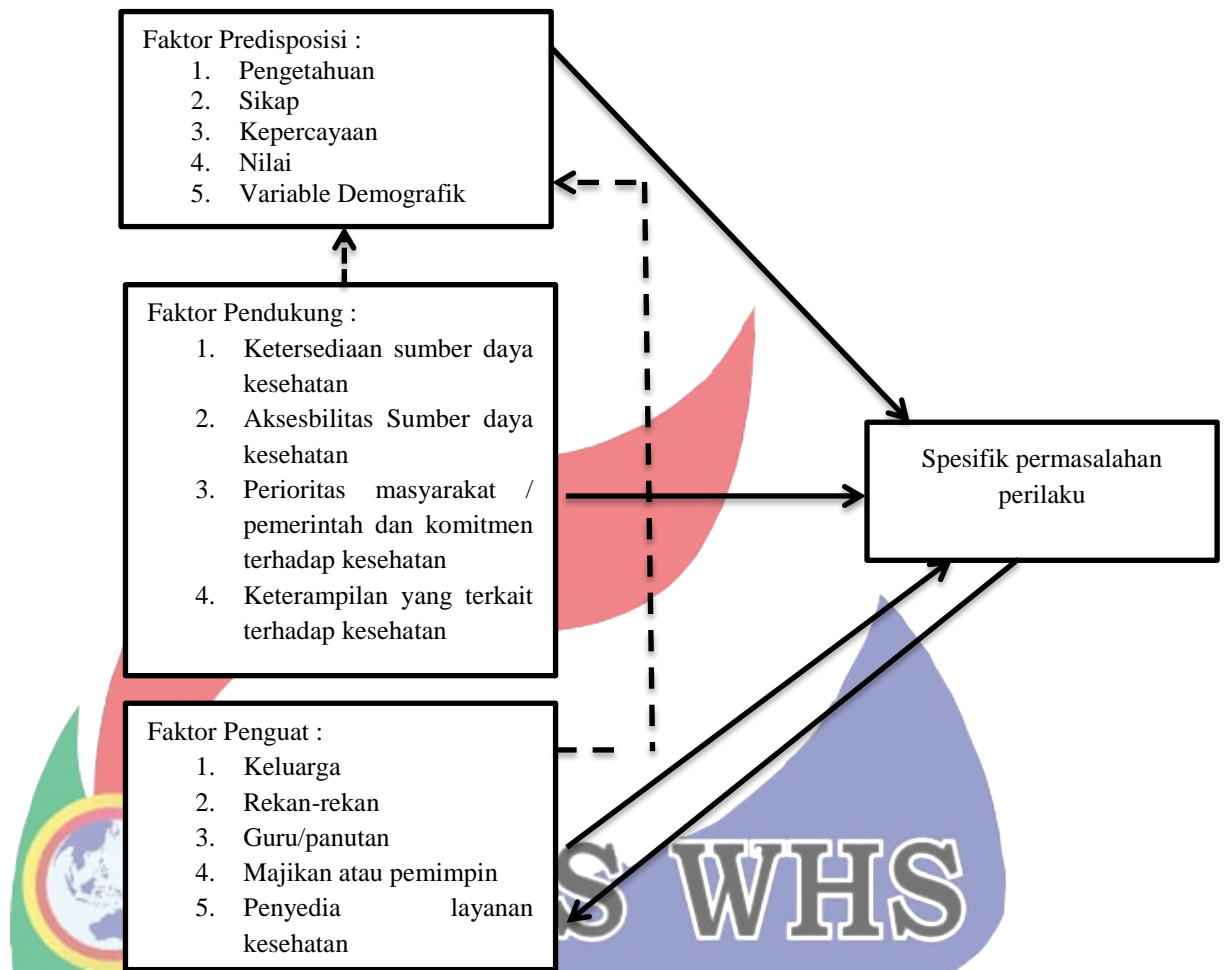 Faktor Predisposisi :
1. Pengetahuan
2. Sikap
3. Kepercayaan
4. Nilai
5. Variable Demografik
Faktor Pendukung :
1. Ketersediaan sumber daya
kesehatan
2. Aksesbilitas Sumber daya
kesehatan
3. Perioritas masyarakat /
pemerintah dan komitmen
terhadap kesehatan
4. Keterampilan yang terkait
terhadap kesehatan
Spesifik permasalahan
perilaku
Faktor Penguat :
1. Keluarga
2. Rekan-rekan
3. Guru/panutan
4. Majikan atau pemimpin
5. Penyedia layanan
kesehatan
S WHS